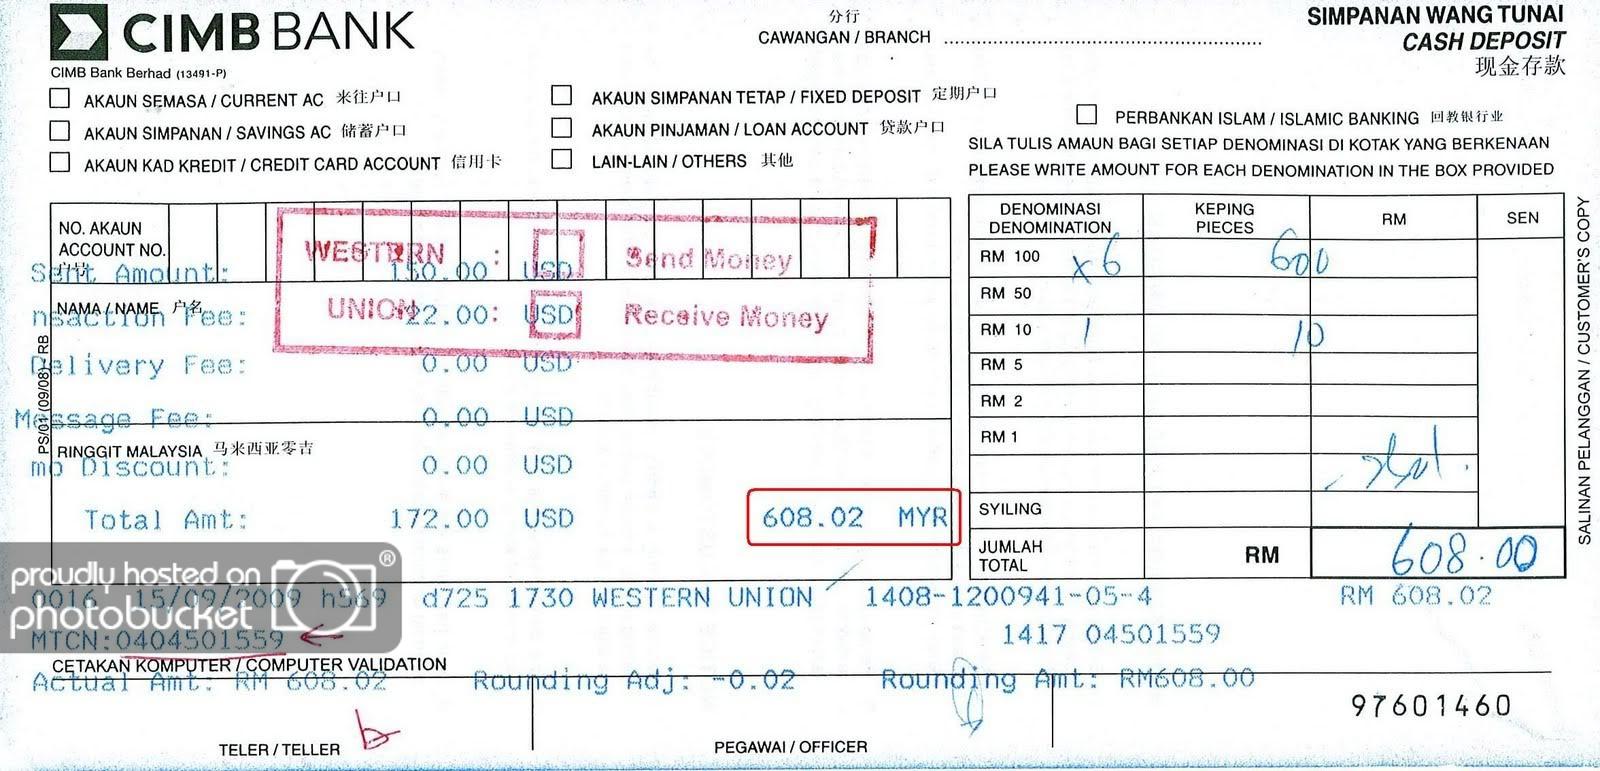 CIMB BANK
CIMB Bank Berhad (13491-P)
分行
CAWANGAN / BRANCH
SIMPANAN WANG TUNAI
CASH DEPOSIT
现金存款
AKAUN SEMASA / CURRENT AC 来往户口
AKAUN SIMPANAN / SAVINGS AC 储蓄户口
AKAUN KAD KREDIT / CREDIT CARD ACCOUNT 信用卡
AKAUN SIMPANAN TETAP / FIXED DEPOSIT 定期户口
AKAUN PINJAMAN / LOAN ACCOUNT 贷款户口
LAIN-LAIN / OTHERS 其他
PERBANKAN ISLAM / ISLAMIC BANKING 回教银行业
SILA TULIS AMAUN BAGI SETIAP DENOMINASI DI KOTAK YANG BERKENAAN
PLEASE WRITE AMOUNT FOR EACH DENOMINATION IN THE BOX PROVIDED
NO. AKAUN
ACCOUNT NO.
户号
WESTERN : Send Money
UNION : Receive Money
Sent Amount: 150.00 USD
NAMA / NAME 户名
nsaction Fee: 22.00 USD
Delivery Fee: 0.00 USD
Message Fee: 0.00 USD
RINGGIT MALAYSIA 马来西亚零吉
mo Discount: 0.00 USD
Total Amt: 172.00 USD 608.02 MYR
PS/01 (09/08) RB
DENOMINASI DENOMINATION
KEPING PIECES
RM
SEN
RM 100 x6 600
RM 50
RM 10 1 10
RM 5
RM 2
RM 1
SYILING
JUMLAH TOTAL RM 608.00
SALINAN PELANGGAN / CUSTOMER'S COPY
proudly hosted on
photobucket®
0016 15/09/2009 h569 d725 1730 WESTERN UNION 1408-1200941-05-4 RM 608.02
MTCN:0404501559 1417 04501559
CETAKAN KOMPUTER / COMPUTER VALIDATION
Actual Amt: RM 608.02 Rounding Adj: -0.02 Rounding Amt: RM608.00
97601460
TELER / TELLER
PEGAWAI / OFFICER